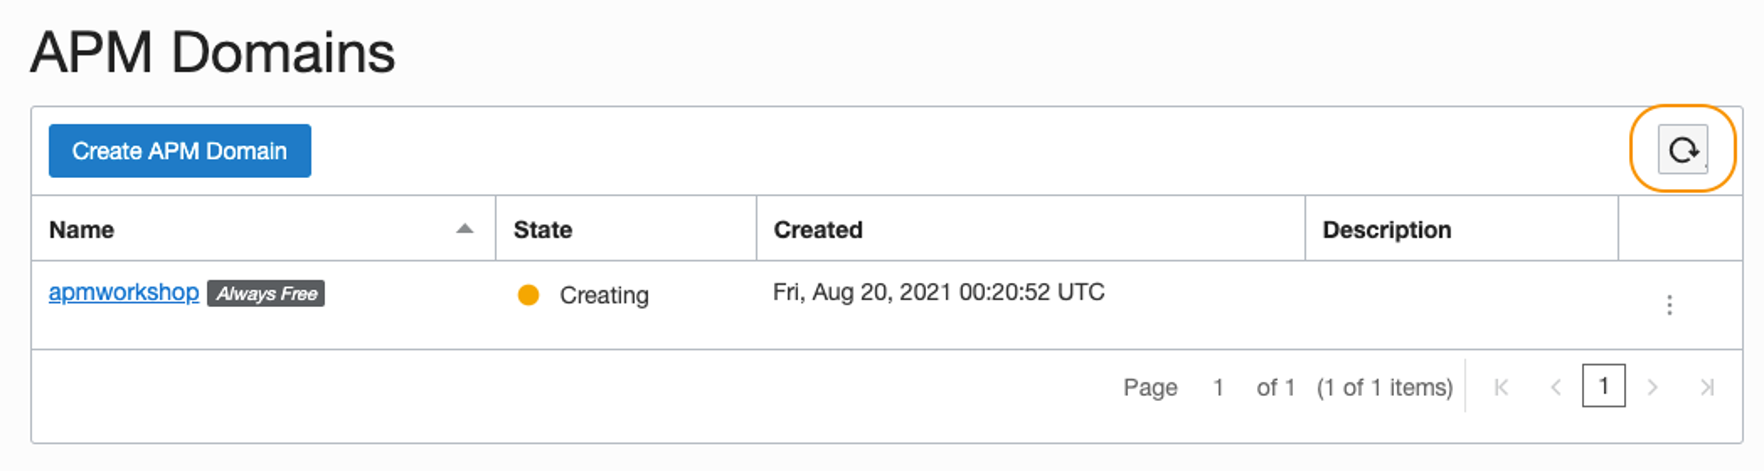 APM Domains
Create APM Domain
Name State Created Description
apmworkshop Always Free Creating Fri, Aug 20, 2021 00:20:52 UTC
Page 1 of 1 (1 of 1 items) 1